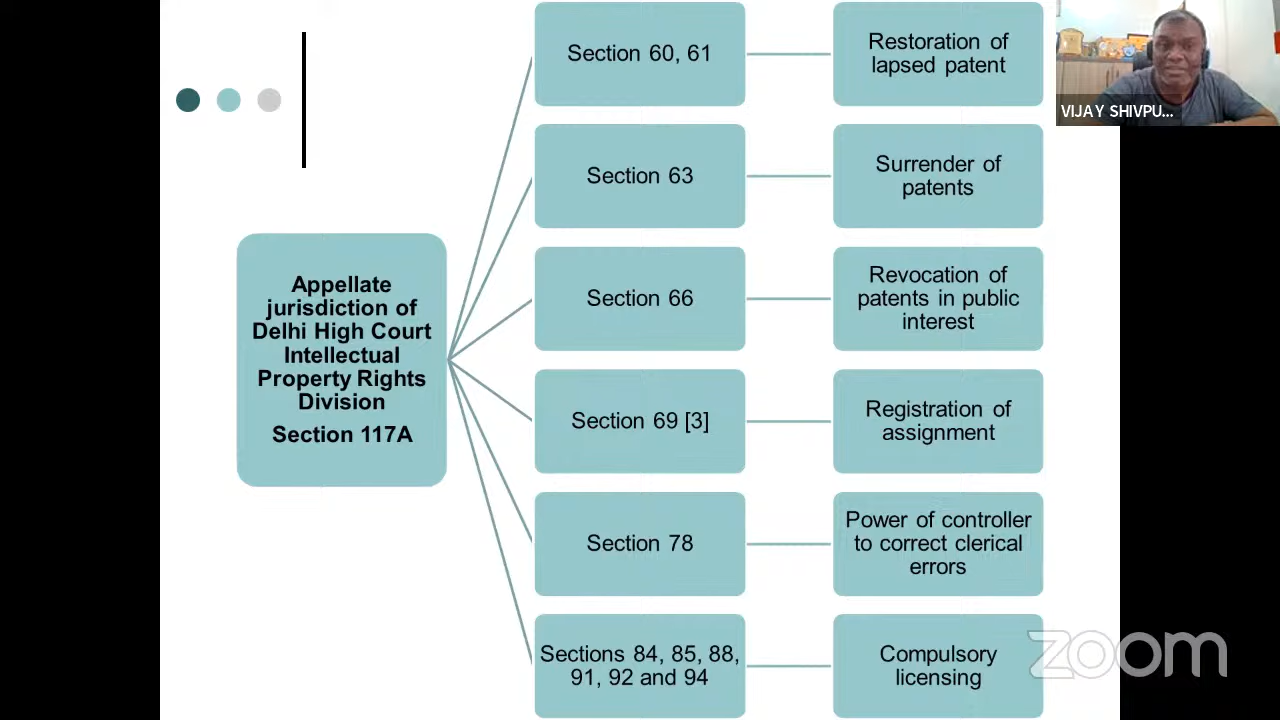 Appellate
jurisdiction of
Delhi High Court
Intellectual
Property Rights
Division
Section 117A
Section 60, 61
Restoration of
lapsed patent
Section 63
Surrender of
patents
Section 66
Revocation of
patents in public
interest
Section 69 [3]
Registration of
assignment
Section 78
Power of controller
to correct clerical
errors
Sections 84, 85, 88,
91, 92 and 94
Compulsory
licensing
VIJAY SHIVPU...
zoom